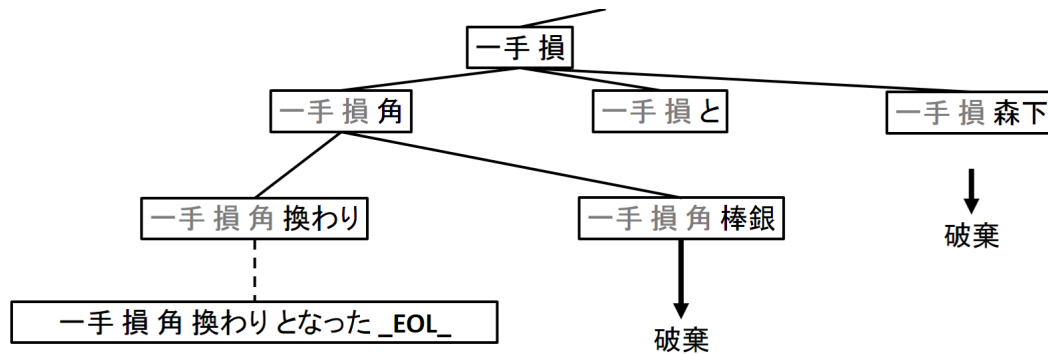 一手 損
一手 損 角
一手 損 と
一手 損 森下
一手 損 角 換わり
一手 損 角 棒銀
破棄
一手 損 角 換わり となった _EOL_
破棄